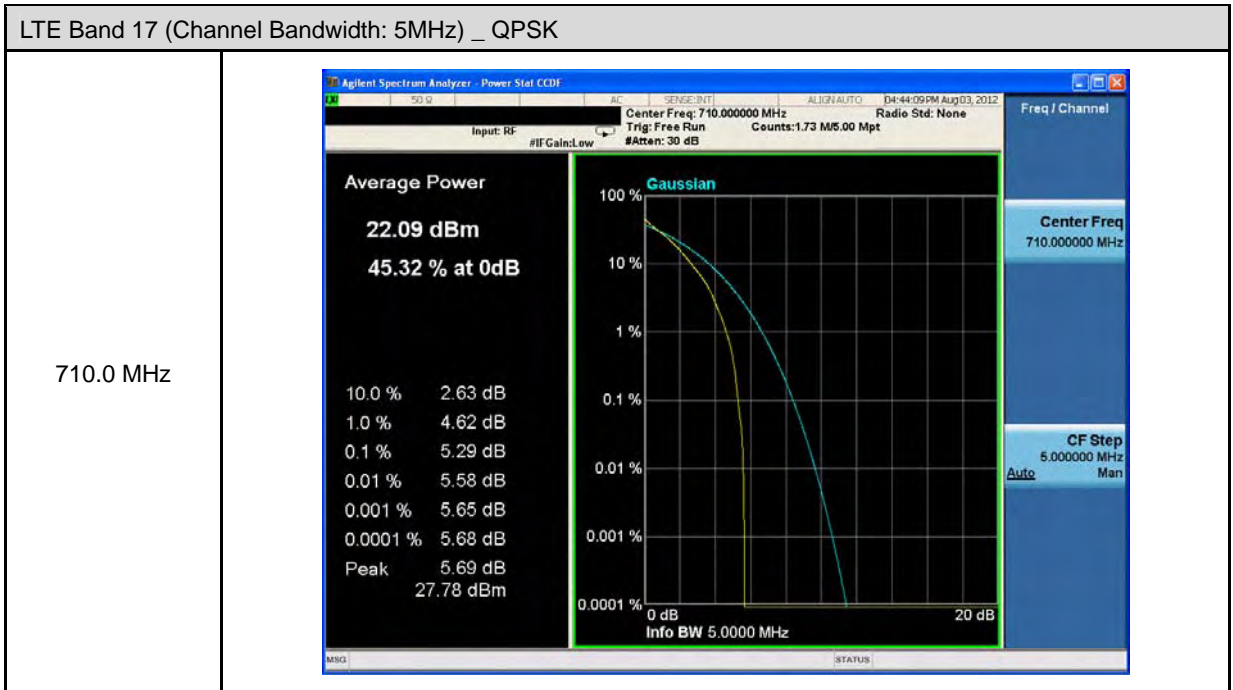 LTE Band 17 (Channel Bandwidth: 5MHz) _ QPSK
710.0 MHz
Agilent Spectrum Analyzer - Power Stat CCDF
50 Ω AC SENSE:INT ALIGN AUTO 04:44:09 PM Aug 03, 2012
Center Freq: 710.000000 MHz Radio Std: None
Input: RF Trig: Free Run Counts:1.73 M/5.00 Mpt
#IFGain:Low #Atten: 30 dB
Freq / Channel
Average Power
22.09 dBm
45.32 % at 0dB
10.0 % 2.63 dB
1.0 % 4.62 dB
0.1 % 5.29 dB
0.01 % 5.58 dB
0.001 % 5.65 dB
0.0001 % 5.68 dB
Peak 5.69 dB
27.78 dBm
Gaussian
100 %
10 %
1 %
0.1 %
0.01 %
0.001 %
0.0001 %
0 dB 20 dB
Info BW 5.0000 MHz
Center Freq
710.000000 MHz
CF Step
5.000000 MHz
Auto Man
MSG STATUS